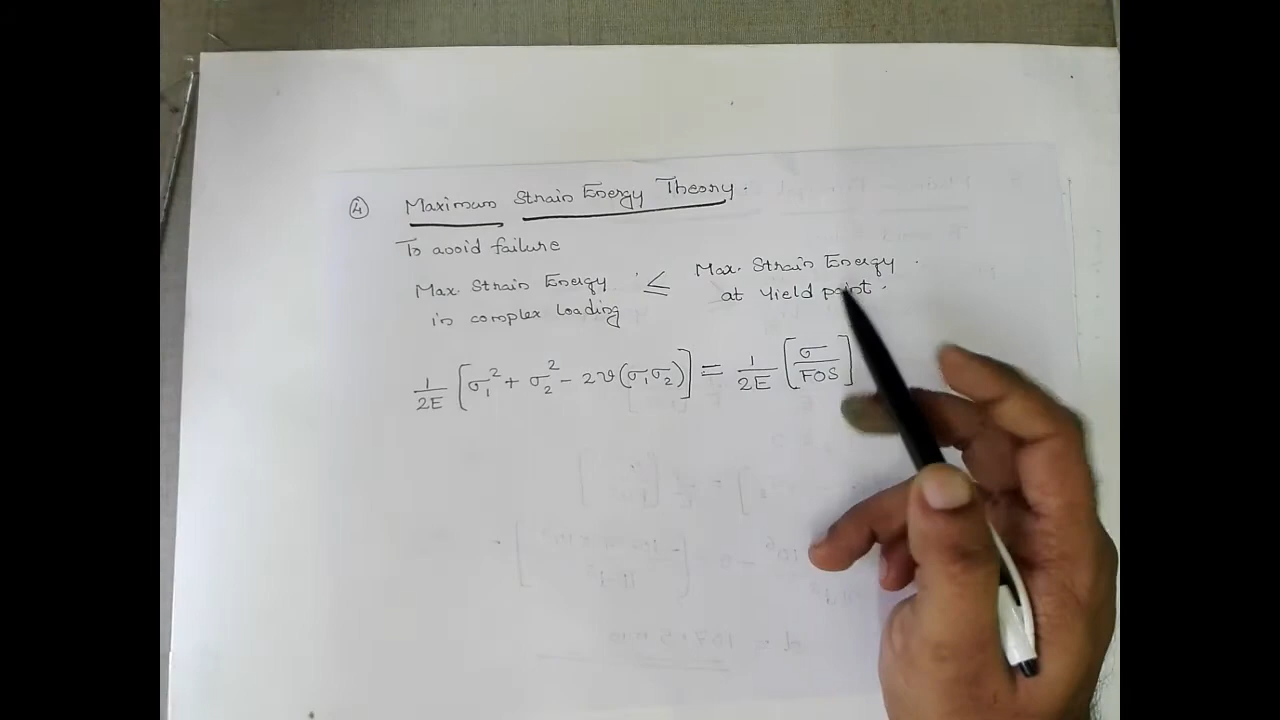 ④ Maximum Strain Energy Theory.
To avoid failure
Max. Strain Energy in complex loading ≤ Max. Strain Energy at yield point.
1/2E [σ₁² + σ₂² - 2ν(σ₁σ₂)] = 1/2E [σ/FOS]